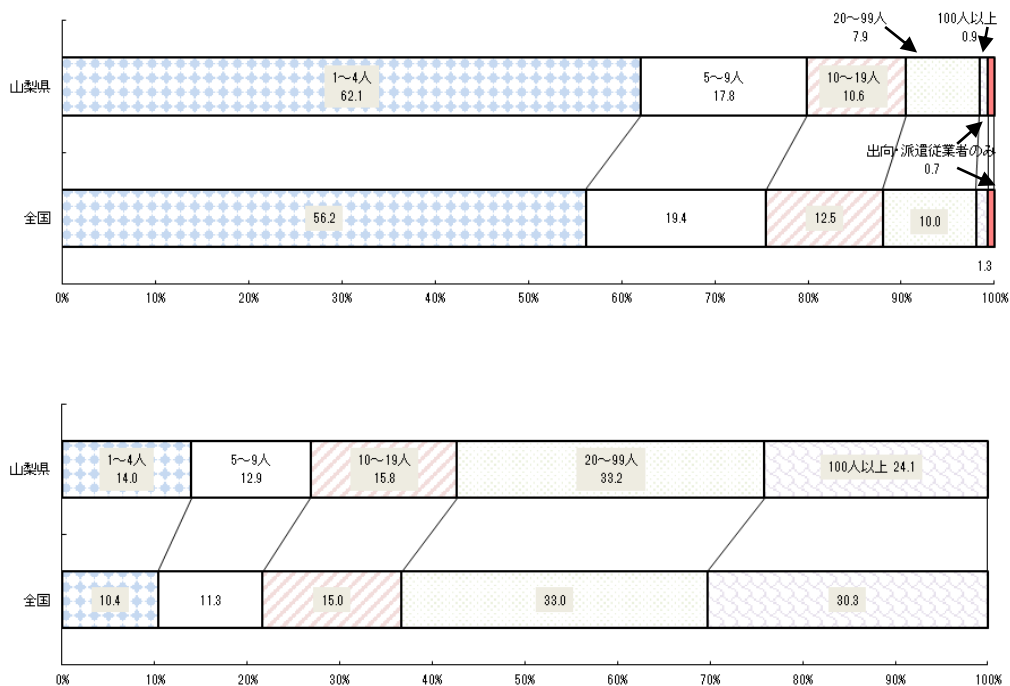 20～99人
7.9
100人以上
0.9
山梨県
1～4人
62.1
5～9人
17.8
10～19人
10.6
出向・派遣従業者のみ
0.7
全国
56.2
19.4
12.5
10.0
1.3
0% 10% 20% 30% 40% 50% 60% 70% 80% 90% 100%
山梨県
1～4人
14.0
5～9人
12.9
10～19人
15.8
20～99人
33.2
100人以上 24.1
全国
10.4
11.3
15.0
33.0
30.3
0% 10% 20% 30% 40% 50% 60% 70% 80% 90% 100%